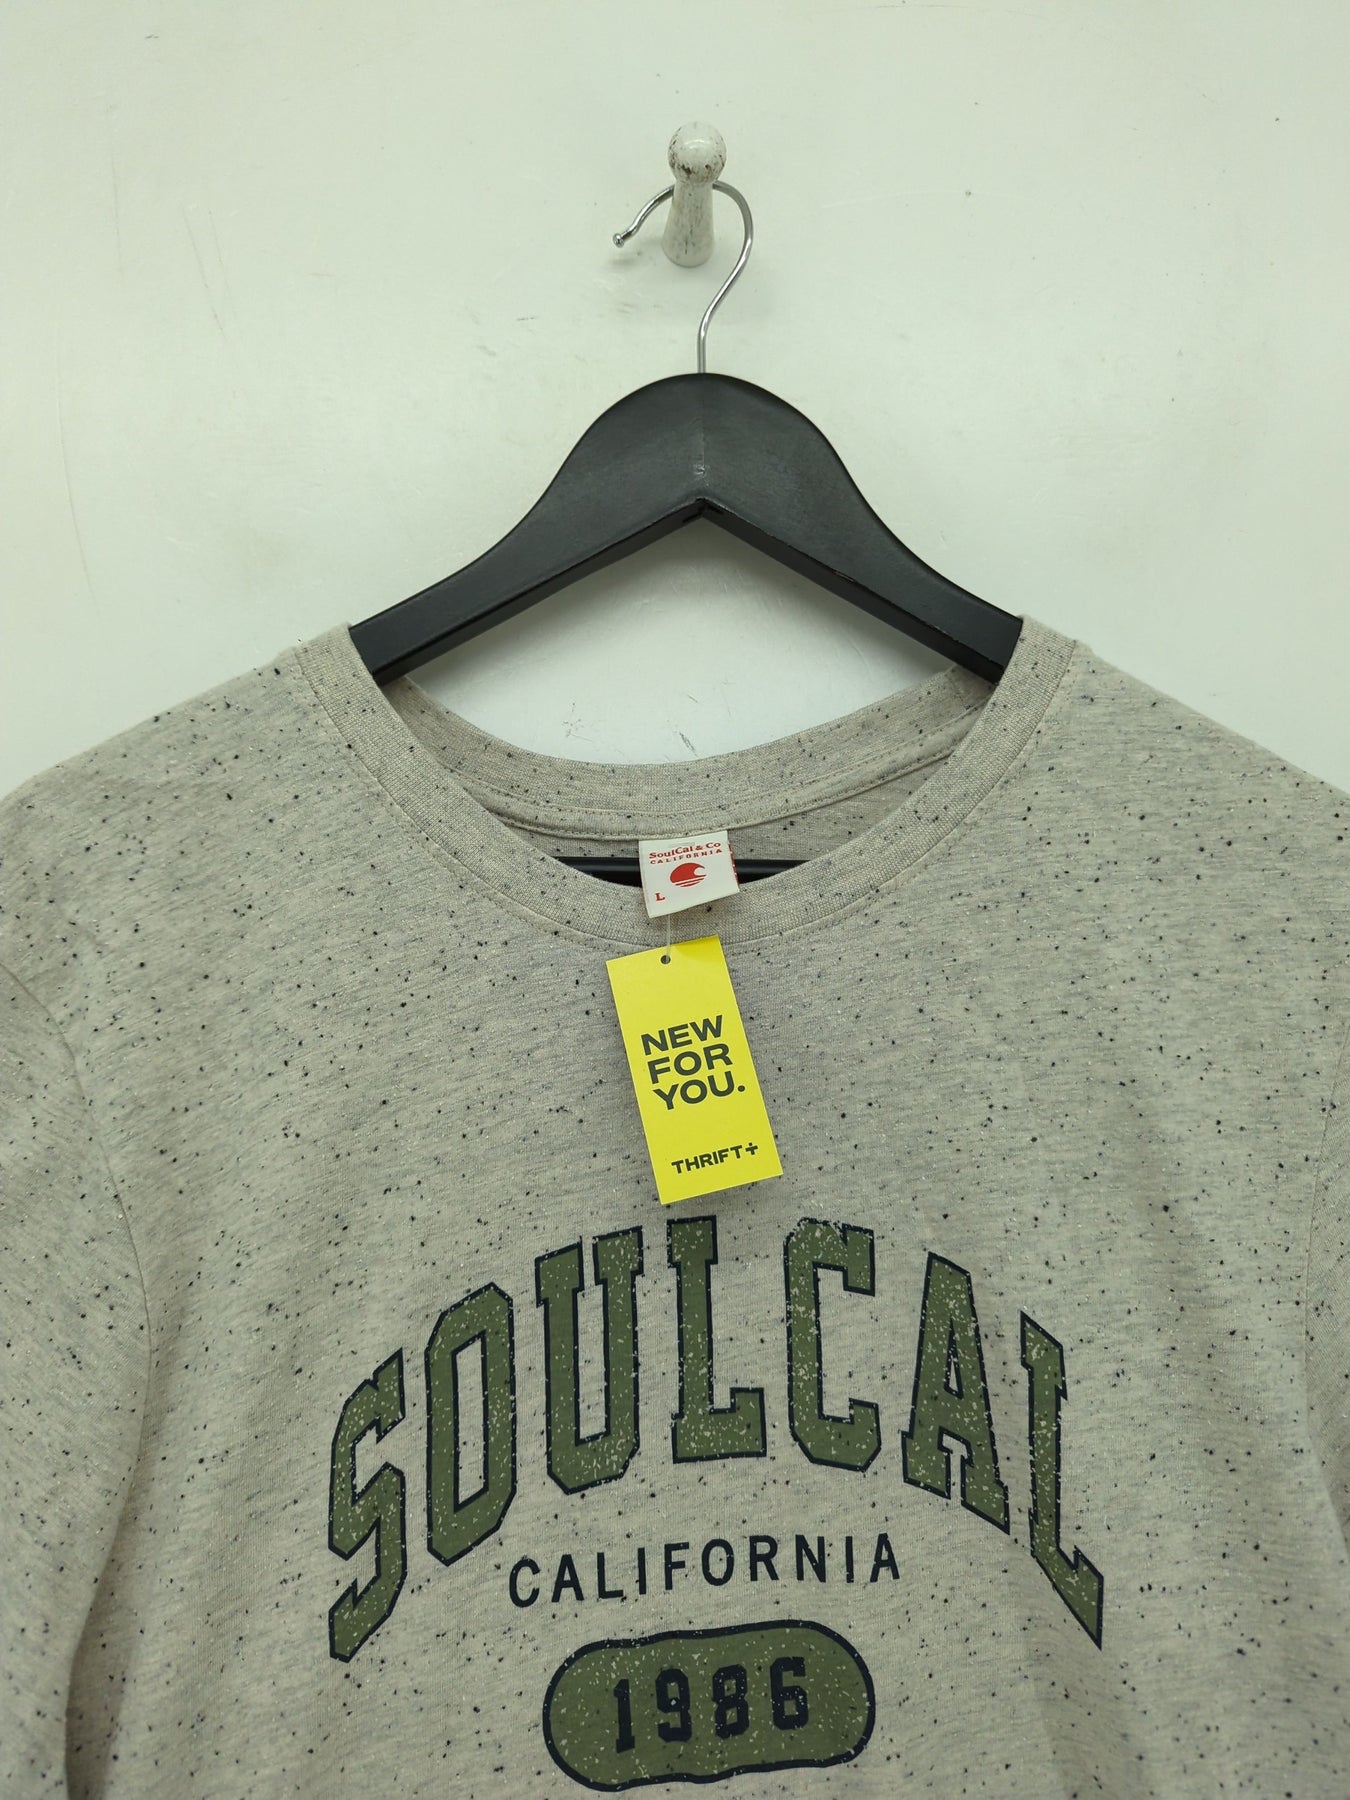 SoulCal & Co
CALIFORNIA
L
NEW
FOR
YOU.
THRIFT+
SOULCAL
CALIFORNIA
1986